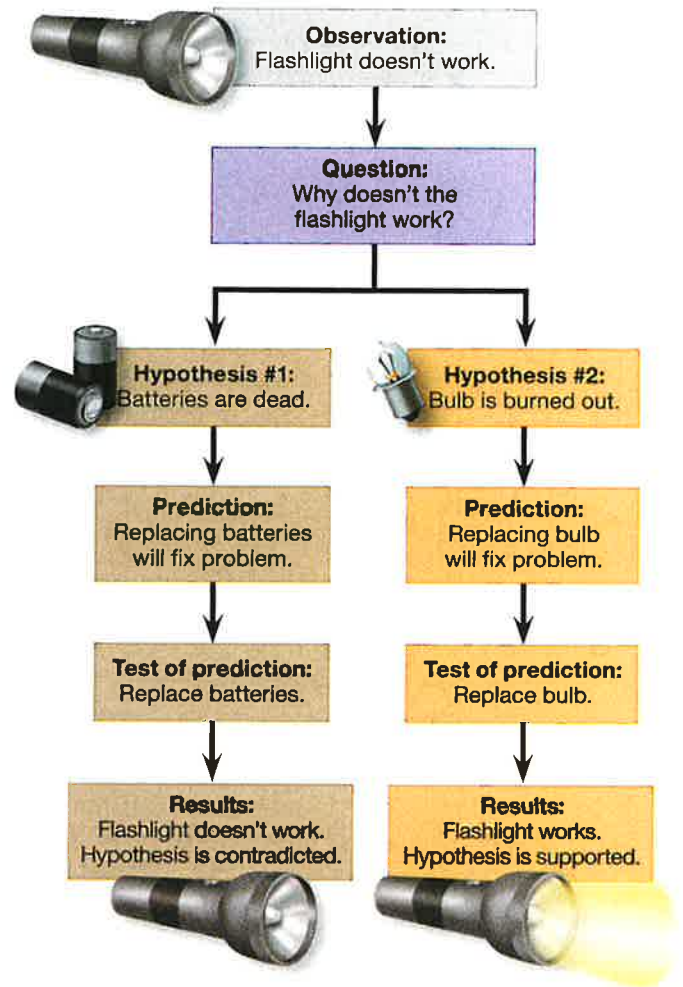 Observation:
Flashlight doesn't work.
Question:
Why doesn't the
flashlight work?
Hypothesis #1:
Batteries are dead.
Prediction:
Replacing batteries
will fix problem.
Test of prediction:
Replace batteries.
Results:
Flashlight doesn't work.
Hypothesis is contradicted.
Hypothesis #2:
Bulb is burned out.
Prediction:
Replacing bulb
will fix problem.
Test of prediction:
Replace bulb.
Results:
Flashlight works.
Hypothesis is supported.